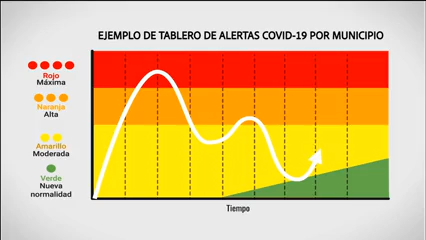 EJEMPLO DE TABLERO DE ALERTAS COVID-19 POR MUNICIPIO
Rojo
Máxima
Naranja
Alta
Amarillo
Moderada
Verde
Nueva
normalidad
Tiempo